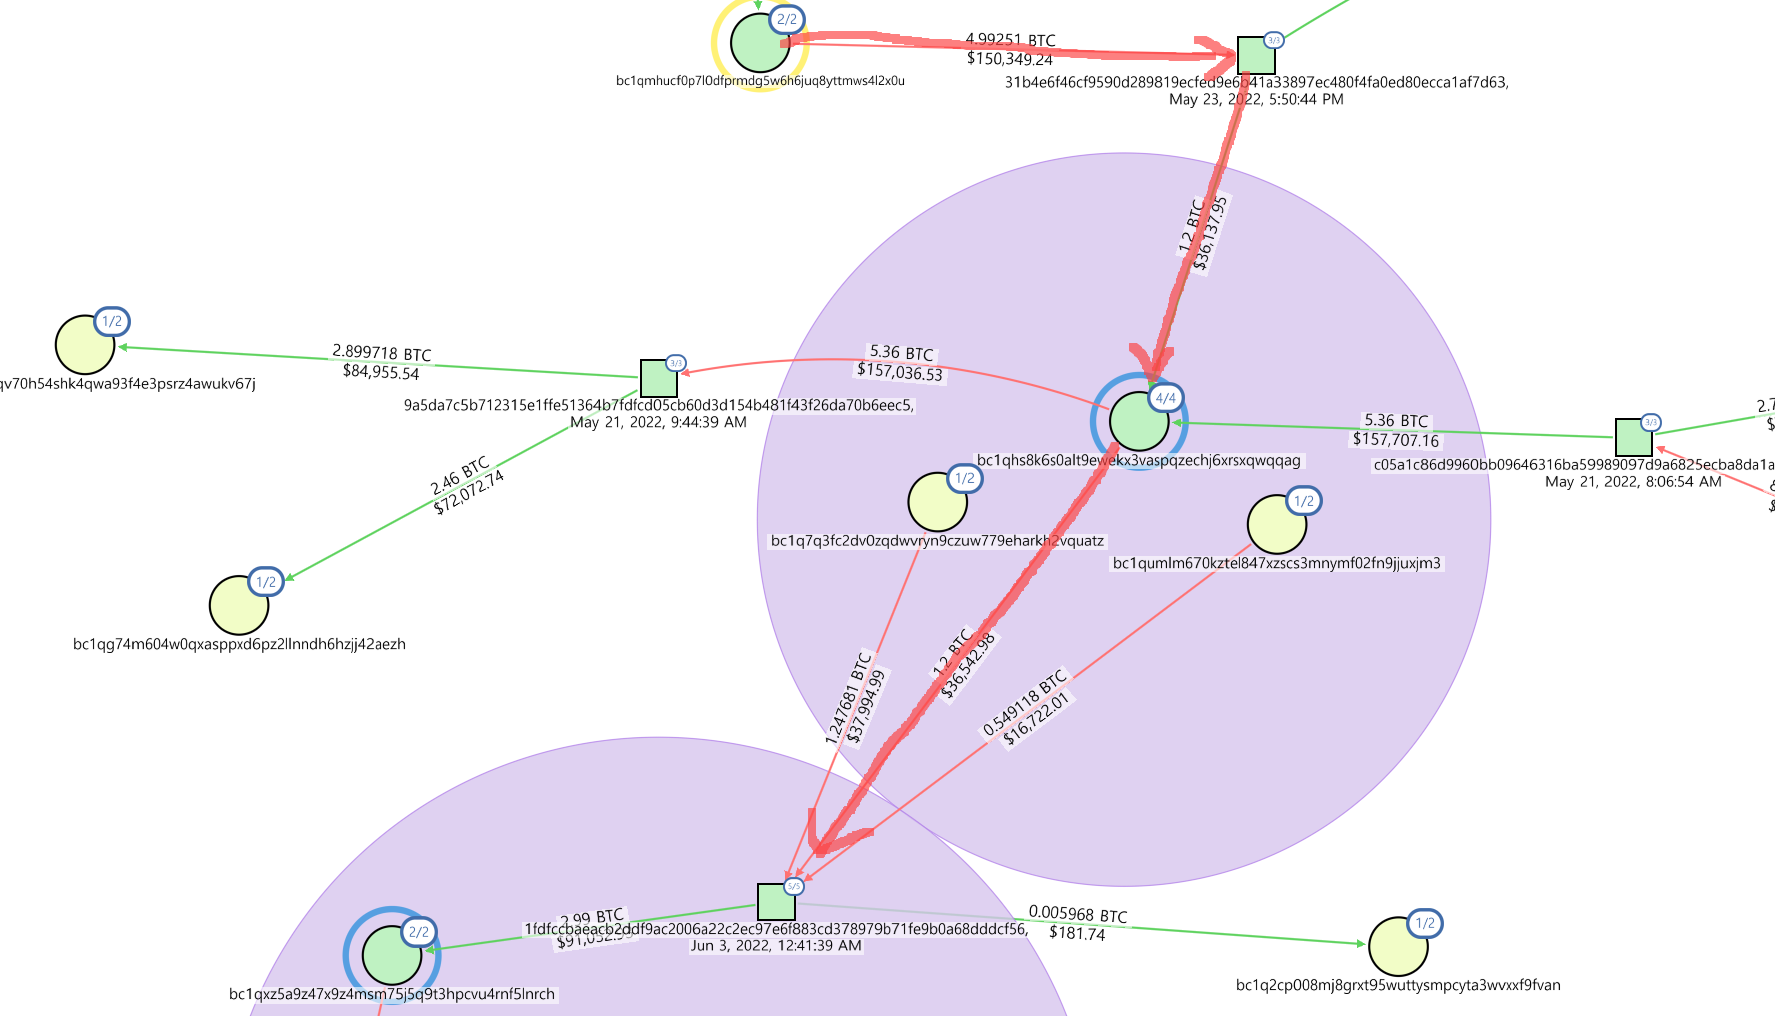 2/2
4.99251 BTC
$150,349.24
3/3
bc1qmhucf0p7l0dfprmdg5w6h6juq8yttmws4l2x0u
31b4e6f46cf9590d289819ecfed9e6b41a33897ec480f4fa0ed80ecca1af7d63,
May 23, 2022, 5:50:44 PM
1.2 BTC
$36,137.95
1/2
2.899718 BTC
$84,955.54
qv70h54shk4qwa93f4e3psrz4awukv67j
3/3
5.36 BTC
$157,036.53
9a5da7c5b712315e1ffe51364b7fdfcd05cb60d3d154b481f43f26da70b6eec5,
May 21, 2022, 9:44:39 AM
4/4
5.36 BTC
$157,707.16
3/3
2.7
$
bc1qhs8k6s0alt9ewekx3vaspqzechj6xrsxqwqqag
c05a1c86d9960bb09646316ba59989097d9a6825ecba8da1a
May 21, 2022, 8:06:54 AM
$
2.46 BTC
$72,072.74
1/2
1/2
bc1q7q3fc2dv0zqdwvryn9czuw779eharkh2vquatz
bc1qumlm670kztel847xzscs3mnymf02fn9jjuxjm3
1/2
bc1qg74m604w0qxasppxd6pz2llnndh6hzjj42aezh
1.247681 BTC
$37,994.99
1.2 BTC
$36,542.98
0.549118 BTC
$16,722.01
5/5
2.99 BTC
0.005968 BTC
$181.74
1fdfccba6eacb2ddf9ac2006a22c2ec97e6f883cd378979b71fe9b0a68dddcf56,
Jun 3, 2022, 12:41:39 AM
2/2
1/2
bc1qxz5a9z47x9z4msm75j5q9t3hpcvu4rnf5lnrch
bc1q2cp008mj8grxt95wuttysmpcyta3wvxxf9fvan